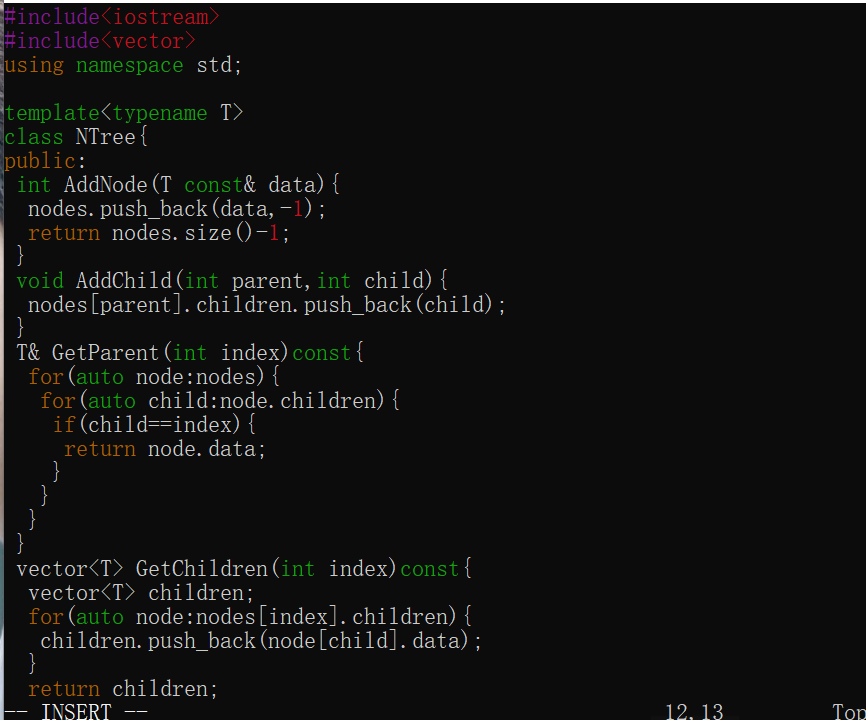 #include<iostream>
#include<vector>
using namespace std;

template<typename T>
class NTree{
public:
 int AddNode(T const& data){
  nodes.push_back(data,-1);
  return nodes.size()-1;
 }
 void AddChild(int parent,int child){
  nodes[parent].children.push_back(child);
 }
 T& GetParent(int index)const{
  for(auto node:nodes){
   for(auto child:node.children){
    if(child==index){
     return node.data;
    }
   }
  }
 }
 vector<T> GetChildren(int index)const{
  vector<T> children;
  for(auto node:nodes[index].children){
   children.push_back(node[child].data);
  }
  return children;
-- INSERT -- 12,13 Top